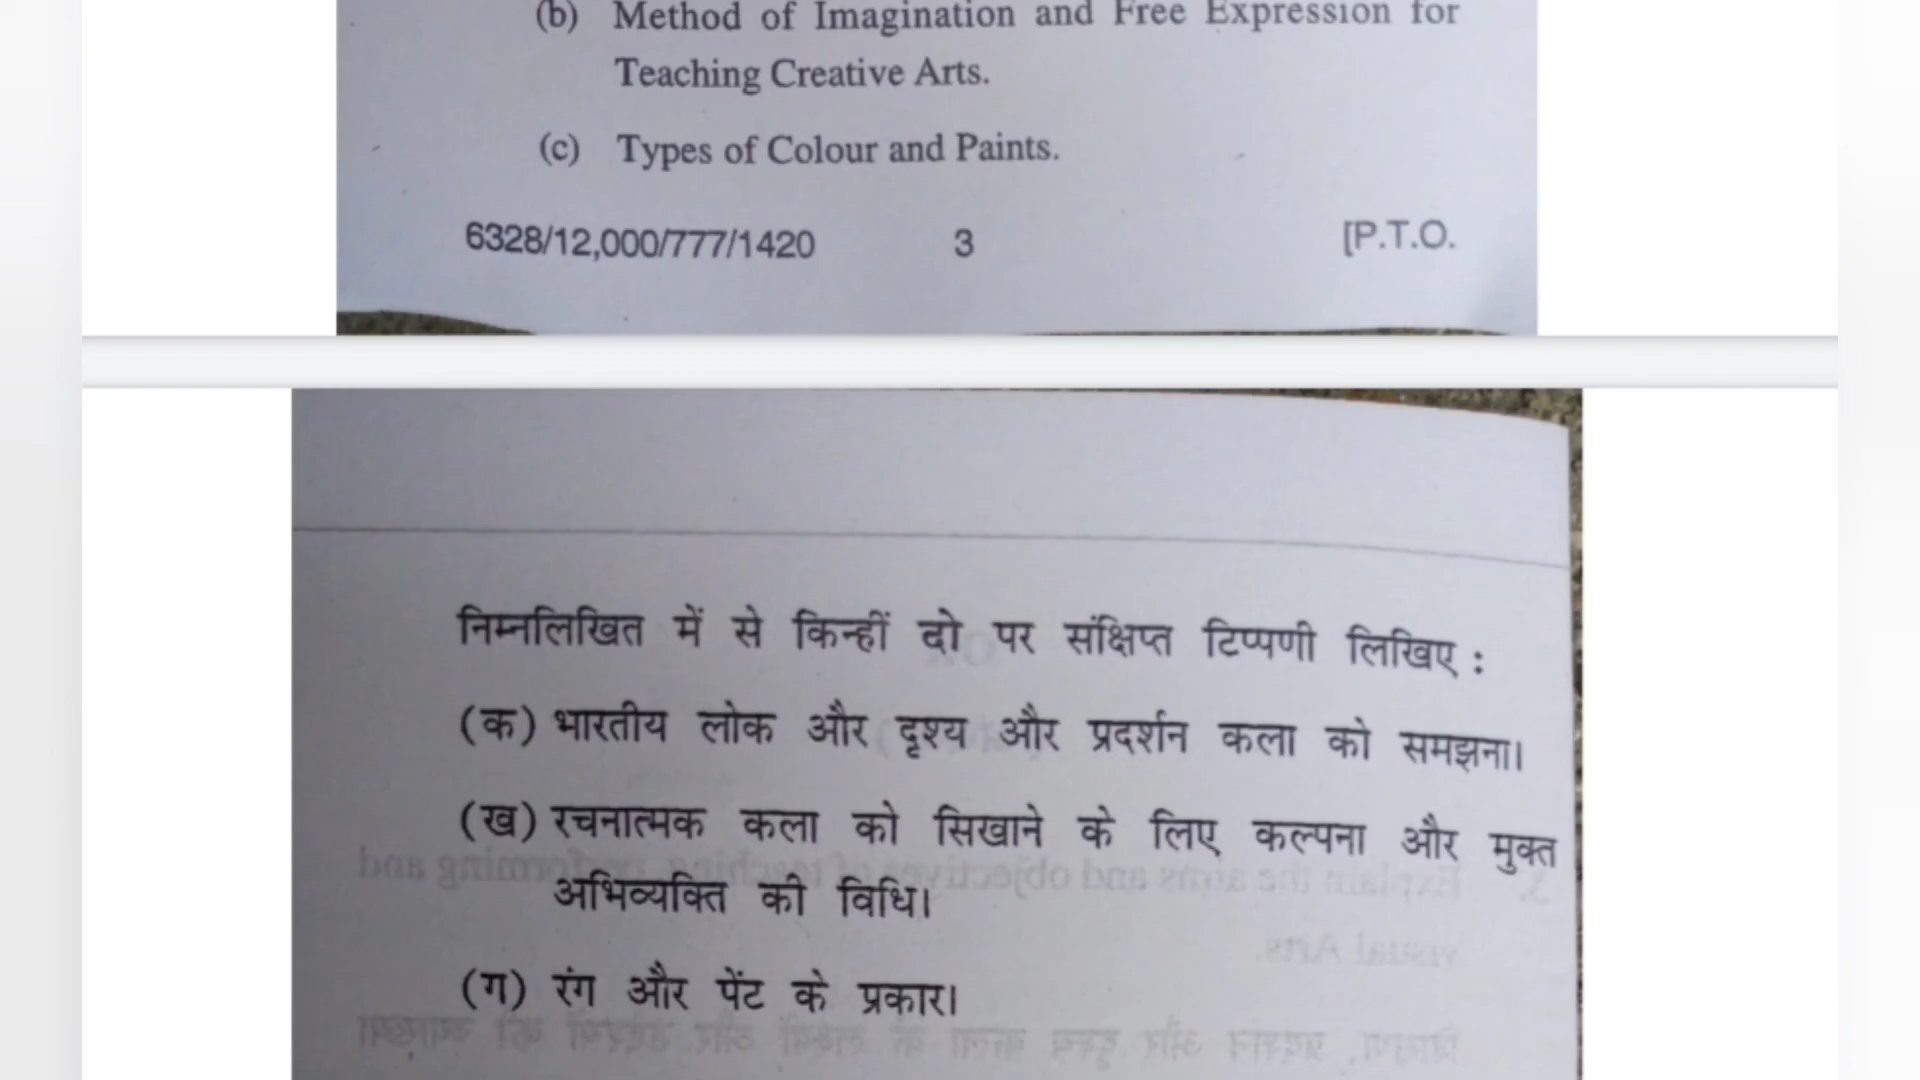 (b) Method of Imagination and Free Expression for
Teaching Creative Arts.
(c) Types of Colour and Paints.
6328/12,000/777/1420 3 [P.T.O.
निम्नलिखित में से किन्हीं दो पर संक्षिप्त टिप्पणी लिखिए :
(क) भारतीय लोक और दृश्य और प्रदर्शन कला को समझना।
(ख) रचनात्मक कला को सिखाने के लिए कल्पना और मुक्त
अभिव्यक्ति की विधि।
(ग) रंग और पेंट के प्रकार।